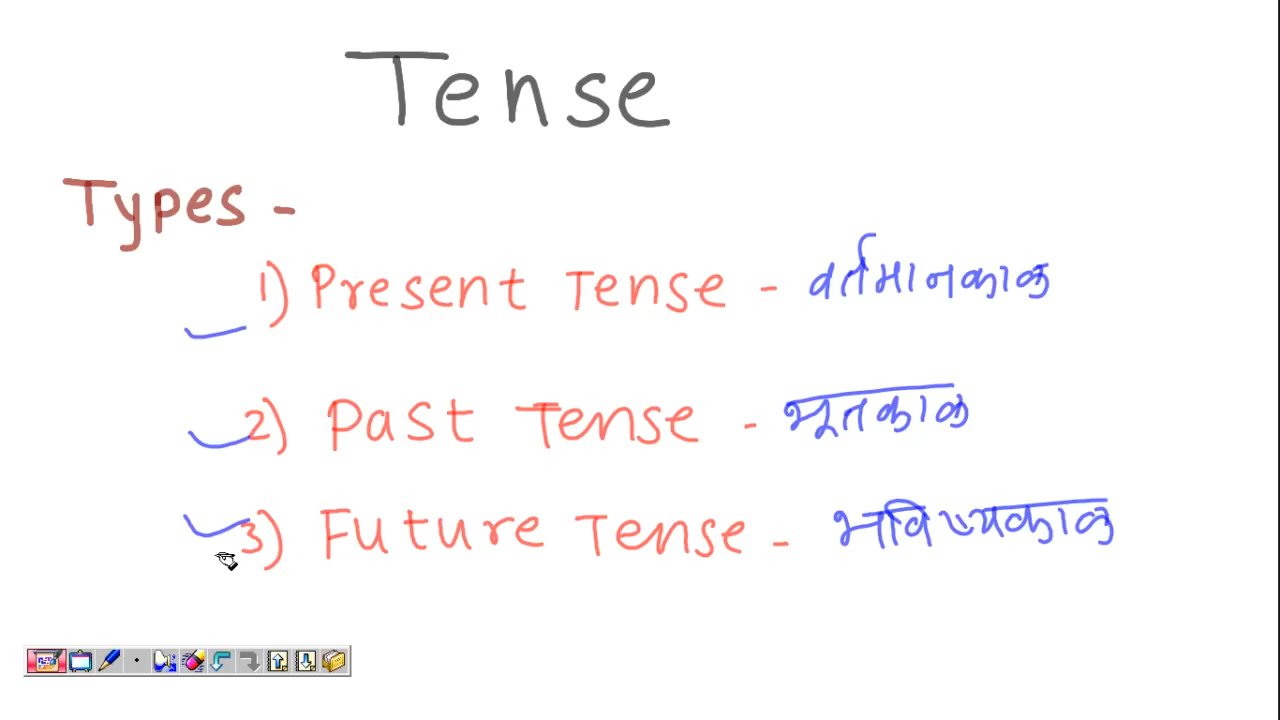 Tense
Types -
1) Present Tense - वर्तमानकाळ
2) Past Tense - भूतकाळ
3) Future Tense - भविष्यकाळ